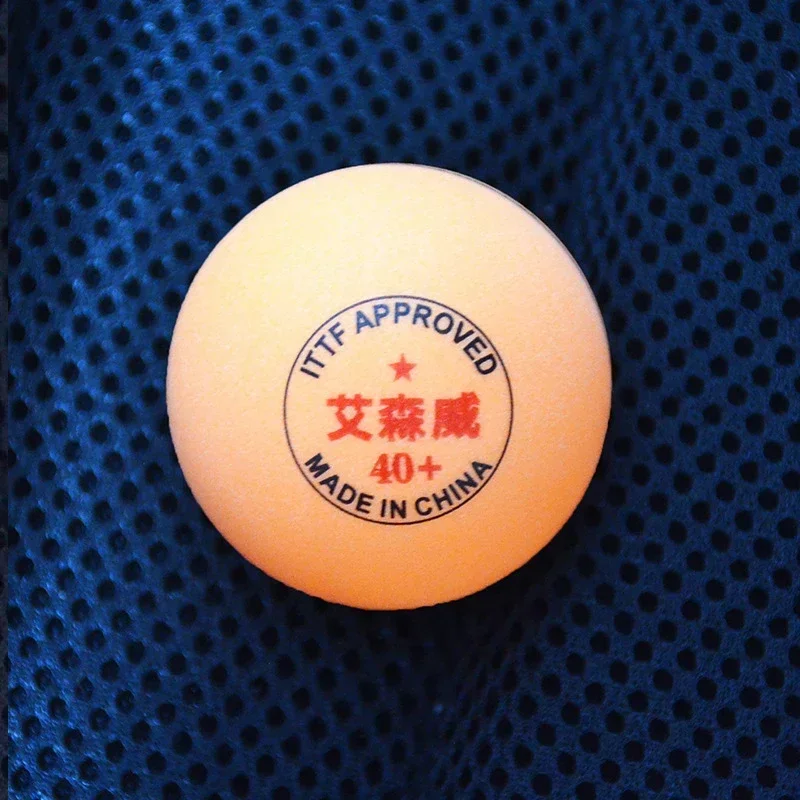 ITTF APPROVED
★
艾森威
40+
MADE IN CHINA